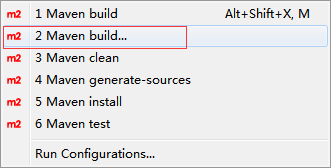 m2 1 Maven build Alt+Shift+X, M
m2 2 Maven build...
m2 3 Maven clean
m2 4 Maven generate-sources
m2 5 Maven install
m2 6 Maven test
Run Configurations...